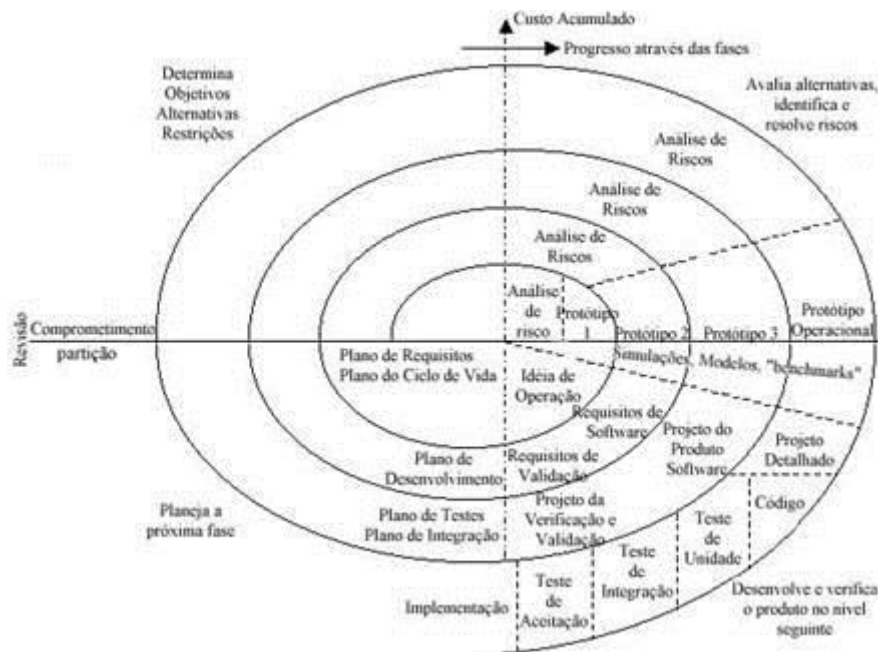 Custo Acumulado
Progresso através das fases
Determina
Objetivos
Alternativas
Restrições
Avalia alternativas,
identifica e
resolve riscos
Análise de
Riscos
Análise de
Riscos
Análise de
Riscos
Análise
de
risco
Protótipo
1
Protótipo 2
Protótipo 3
Protótipo
Operacional
Revisão
Comprometimento
partição
Plano de Requisitos
Plano do Ciclo de Vida
Simulações, Modelos, "benchmarks"
Idéia de
Operação
Requisitos de
Software
Projeto do
Produto
Software
Projeto
Detalhado
Plano de
Desenvolvimento
Requisitos de
Validação
Planeja a
próxima fase
Plano de Testes
Plano de Integração
Projeto da
Verificação e
Validação
Código
Teste
de
Unidade
Teste
de
Integração
Teste
de
Aceitação
Implementação
Desenvolve e verifica
o produto no nível
seguinte